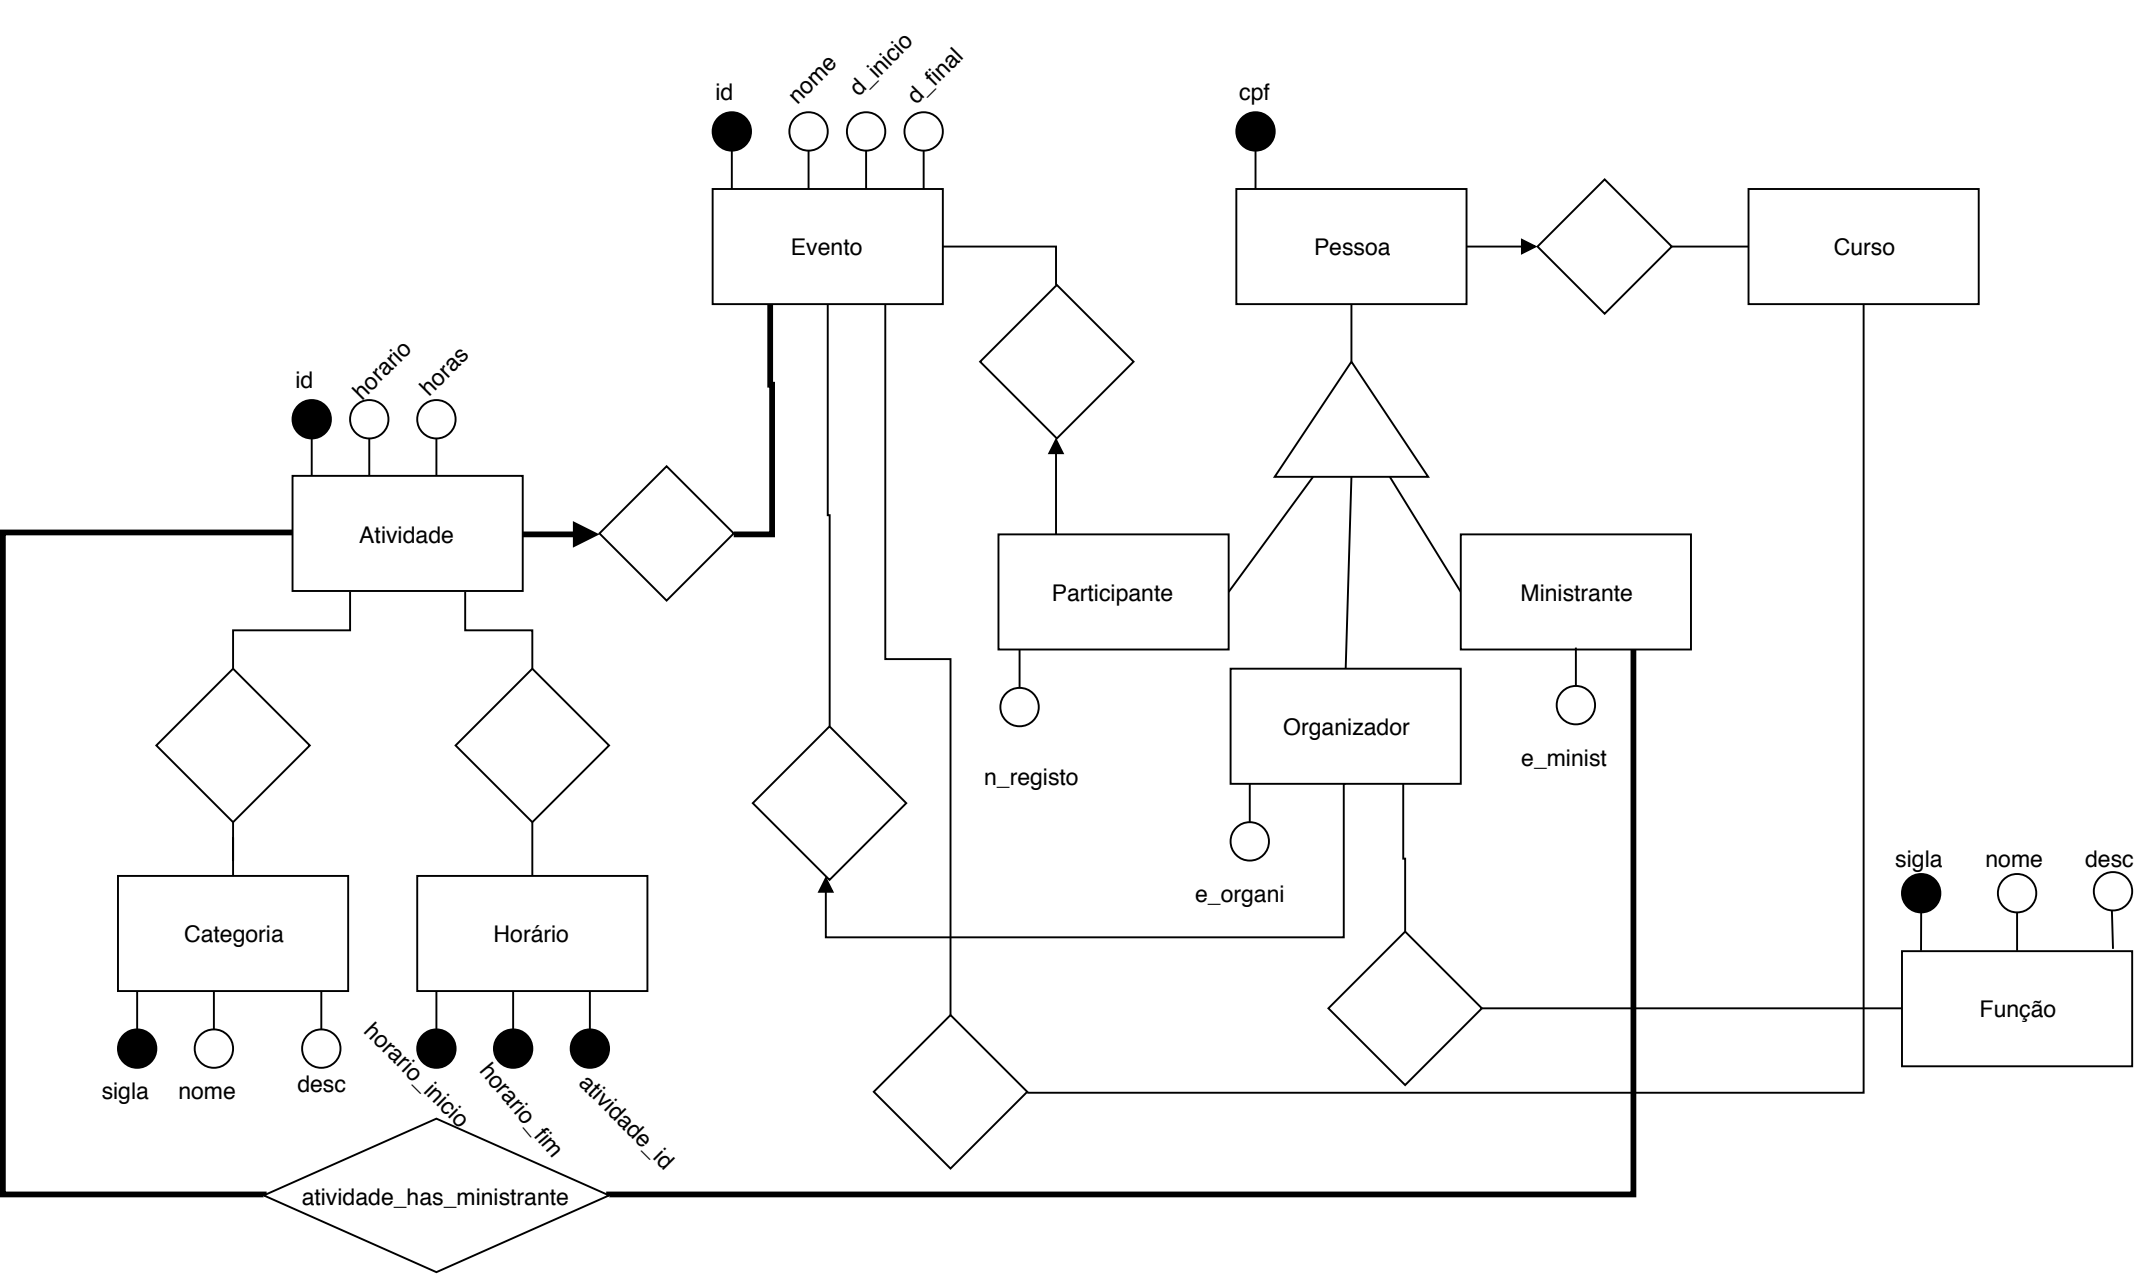 id
nome
d_inicio
d_final
cpf
Evento
Pessoa
Curso
id
horario
horas
Atividade
Participante
Ministrante
n_registo
Organizador
e_minist
e_organi
sigla
nome
desc
Categoria
Horário
Função
sigla
nome
desc
horario_inicio
horario_fim
atividade_id
atividade_has_ministrante